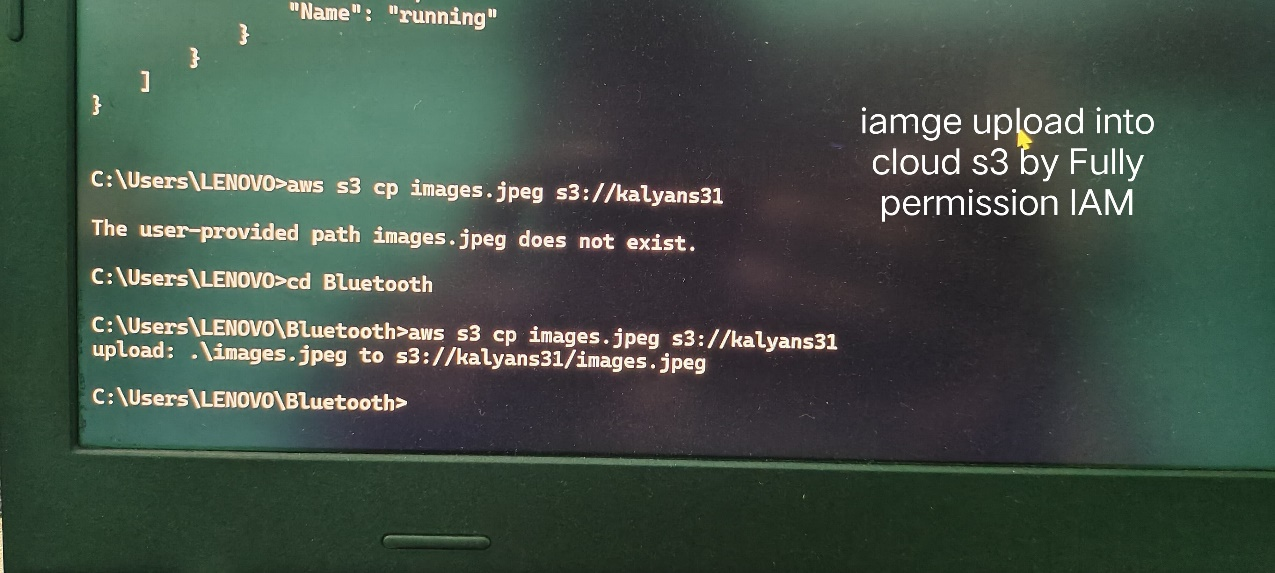 "Name": "running"
}
}
]
}
C:\Users\LENOVO>aws s3 cp images.jpeg s3://kalyans31
The user-provided path images.jpeg does not exist.
C:\Users\LENOVO>cd Bluetooth
C:\Users\LENOVO\Bluetooth>aws s3 cp images.jpeg s3://kalyans31
upload: .\images.jpeg to s3://kalyans31/images.jpeg
C:\Users\LENOVO\Bluetooth>
iamge upload into
cloud s3 by Fully
permission IAM